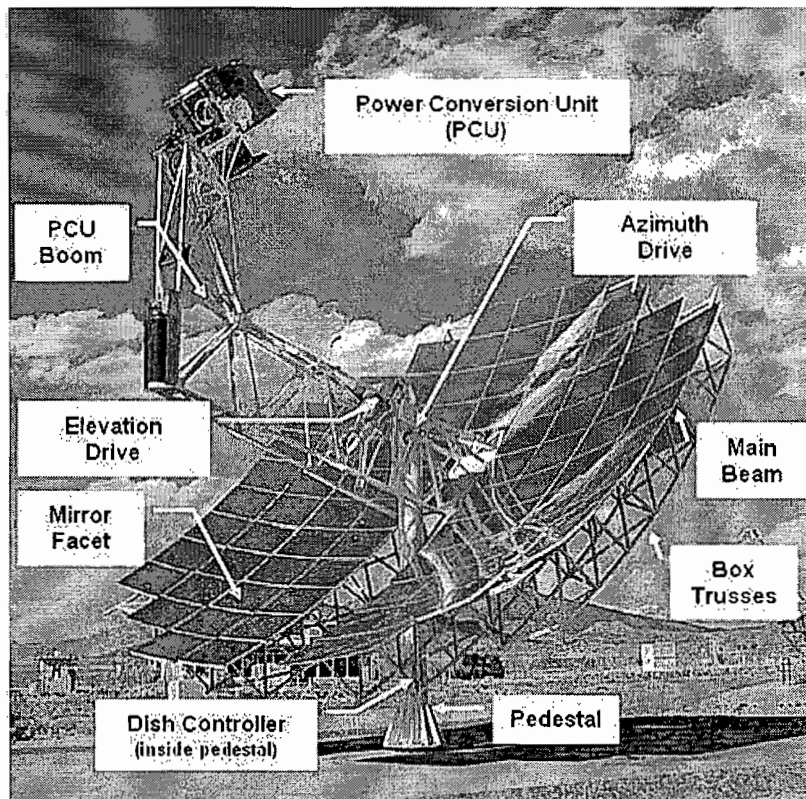 Power Conversion Unit
(PCU)
PCU
Boom
Azimuth
Drive
Elevation
Drive
Main
Beam
Mirror
Facet
Box
Trusses
Dish Controller
(inside pedestal)
Pedestal